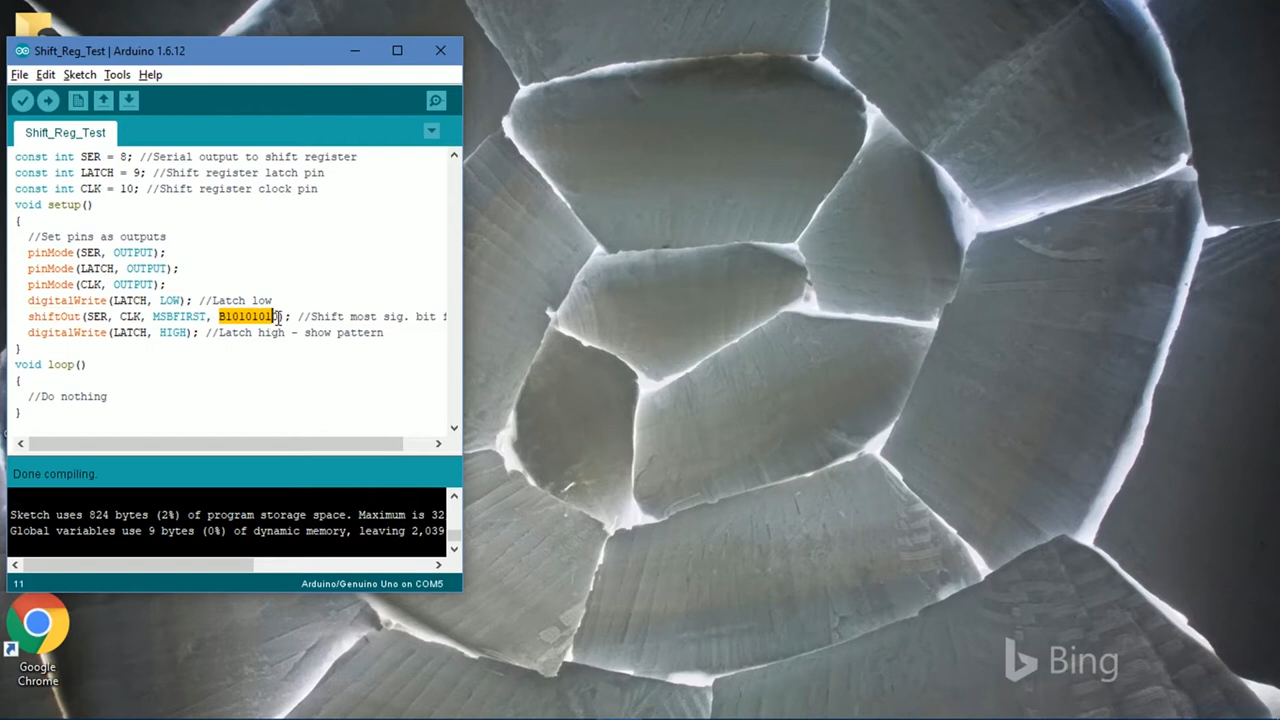 Shift_Reg_Test | Arduino 1.6.12
File Edit Sketch Tools Help
Shift_Reg_Test
const int SER = 8; //Serial output to shift register
const int LATCH = 9; //Shift register latch pin
const int CLK = 10; //Shift register clock pin
void setup()
{
//Set pins as outputs
pinMode(SER, OUTPUT);
pinMode(LATCH, OUTPUT);
pinMode(CLK, OUTPUT);
digitalWrite(LATCH, LOW); //Latch low
shiftOut(SER, CLK, MSBFIRST, B1010101 ); //Shift most sig. bit f
digitalWrite(LATCH, HIGH); //Latch high - show pattern
}
void loop()
{
//Do nothing
}
Done compiling.
Sketch uses 824 bytes (2%) of program storage space. Maximum is 32
Global variables use 9 bytes (0%) of dynamic memory, leaving 2,039
11 Arduino/Genuino Uno on COM5
Google
Chrome
Bing